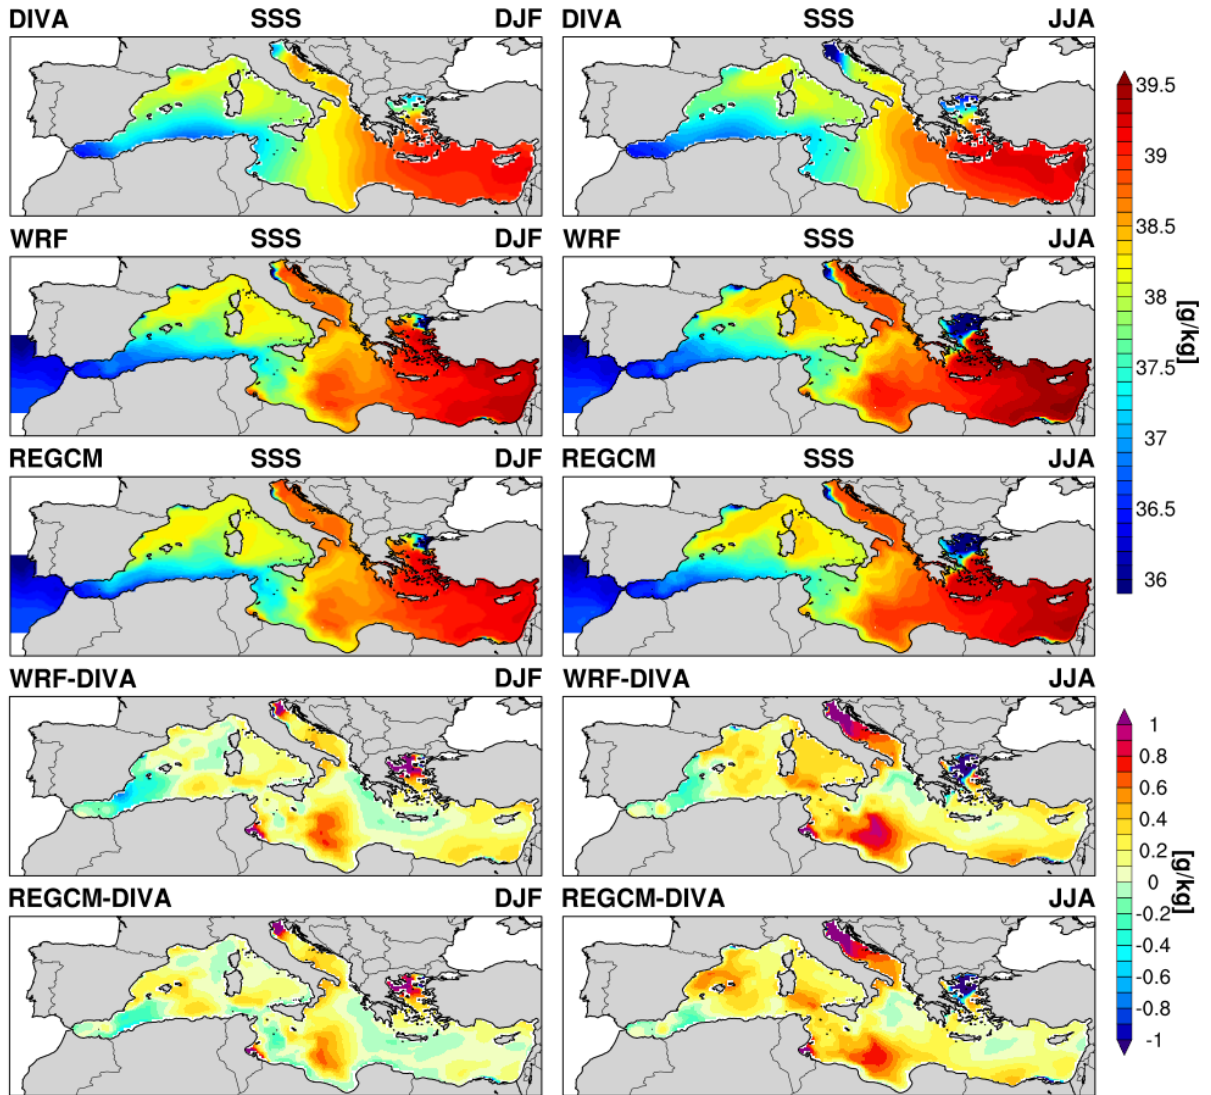 DIVA SSS DJF
DIVA SSS JJA
WRF SSS DJF
WRF SSS JJA
REGCM SSS DJF
REGCM SSS JJA
WRF-DIVA DJF
WRF-DIVA JJA
REGCM-DIVA DJF
REGCM-DIVA JJA
39.5
39
38.5
38
37.5
37
36.5
36
[g/kg]
1
0.8
0.6
0.4
0.2
0
-0.2
-0.4
-0.6
-0.8
-1
[g/kg]